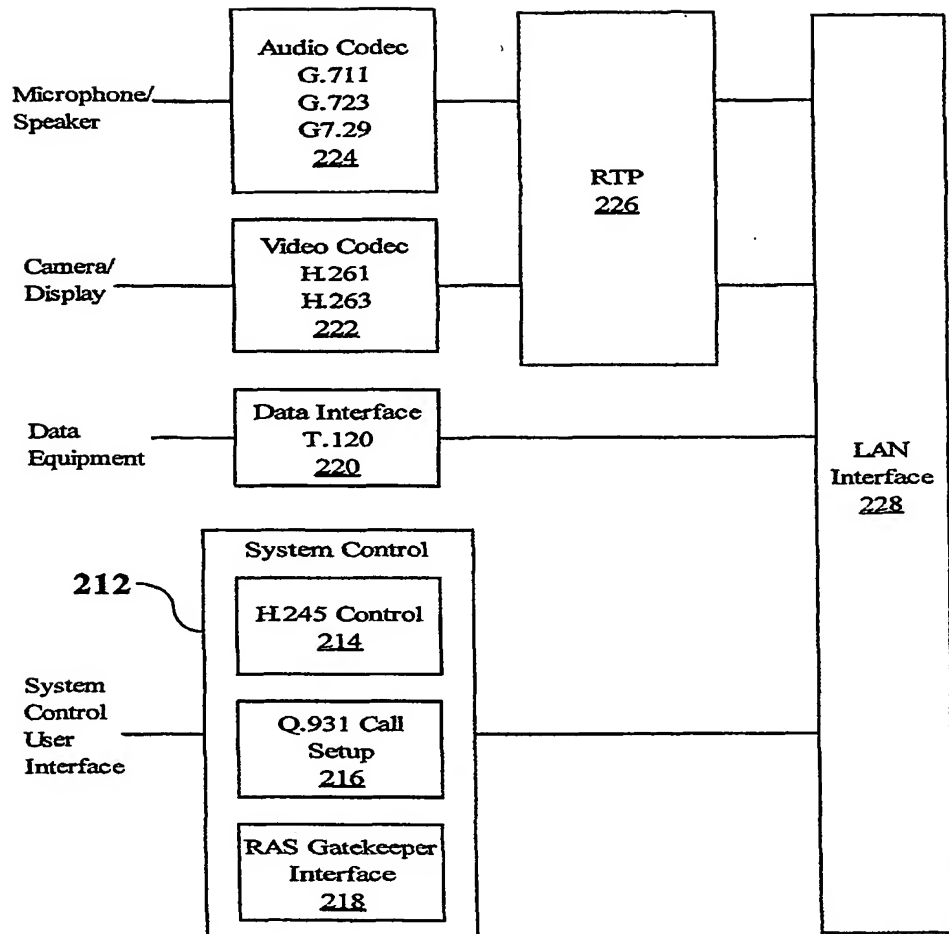 Microphone/
Speaker
Audio Codec
G.711
G.723
G7.29
224
Camera/
Display
Video Codec
H.261
H.263
222
RTP
226
Data
Equipment
Data Interface
T.120
220
LAN
Interface
228
212
System Control
H.245 Control
214
System
Control
User
Interface
Q.931 Call
Setup
216
RAS Gatekeeper
Interface
218